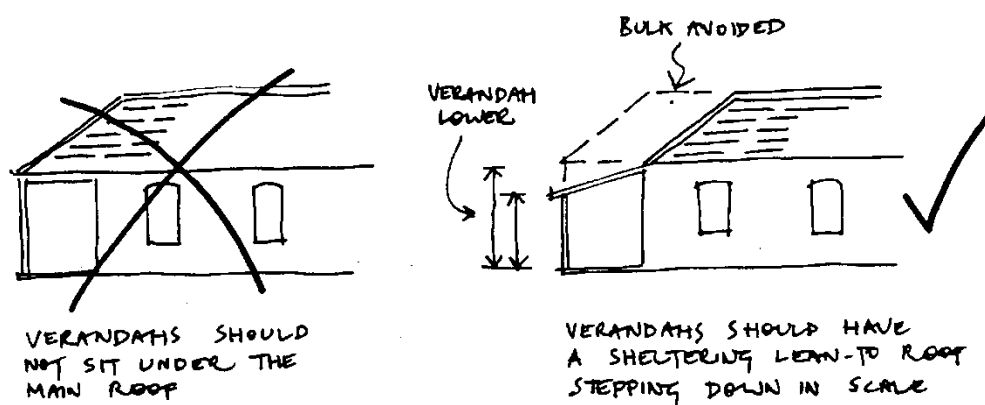 BULK AVOIDED
VERANDAH
LOWER
VERANDAHS SHOULD
NOT SIT UNDER THE
MAIN ROOF
VERANDAHS SHOULD HAVE
A SHELTERING LEAN-TO ROOF
STEPPING DOWN IN SCALE